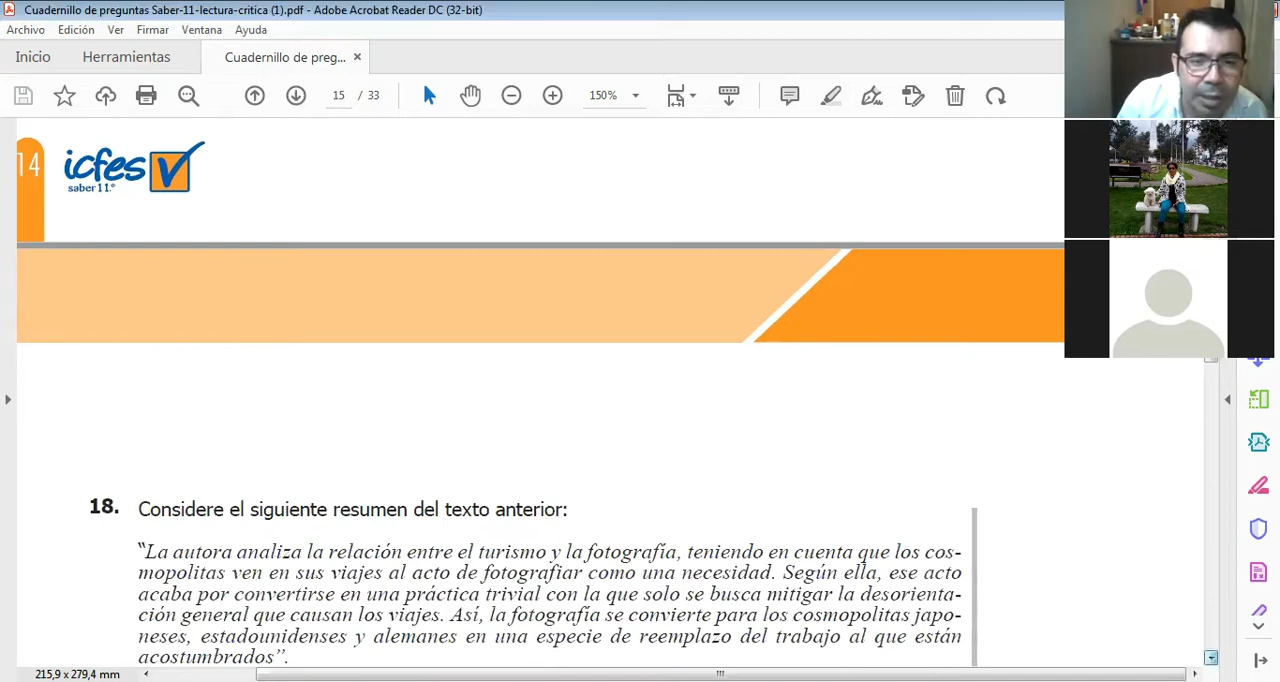 Cuadernillo de preguntas Saber-11-lectura-critica (1).pdf - Adobe Acrobat Reader DC (32-bit)
Archivo Edición Ver Firmar Ventana Ayuda
Inicio Herramientas Cuadernillo de preg... ×
15 / 33 150%
14
icfes
saber 11.°
18. Considere el siguiente resumen del texto anterior:
“La autora analiza la relación entre el turismo y la fotografía, teniendo en cuenta que los cos-
mopolitas ven en sus viajes al acto de fotografiar como una necesidad. Según ella, ese acto
acaba por convertirse en una práctica trivial con la que solo se busca mitigar la desorienta-
ción general que causan los viajes. Así, la fotografía se convierte para los cosmopolitas japo-
neses, estadounidenses y alemanes en una especie de reemplazo del trabajo al que están
acostumbrados”.
215,9 x 279,4 mm